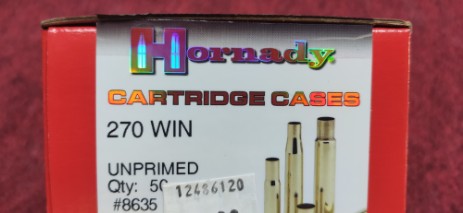 Hornady
CARTRIDGE CASES
270 WIN
UNPRIMED
Qty: 50
#8635
12486120